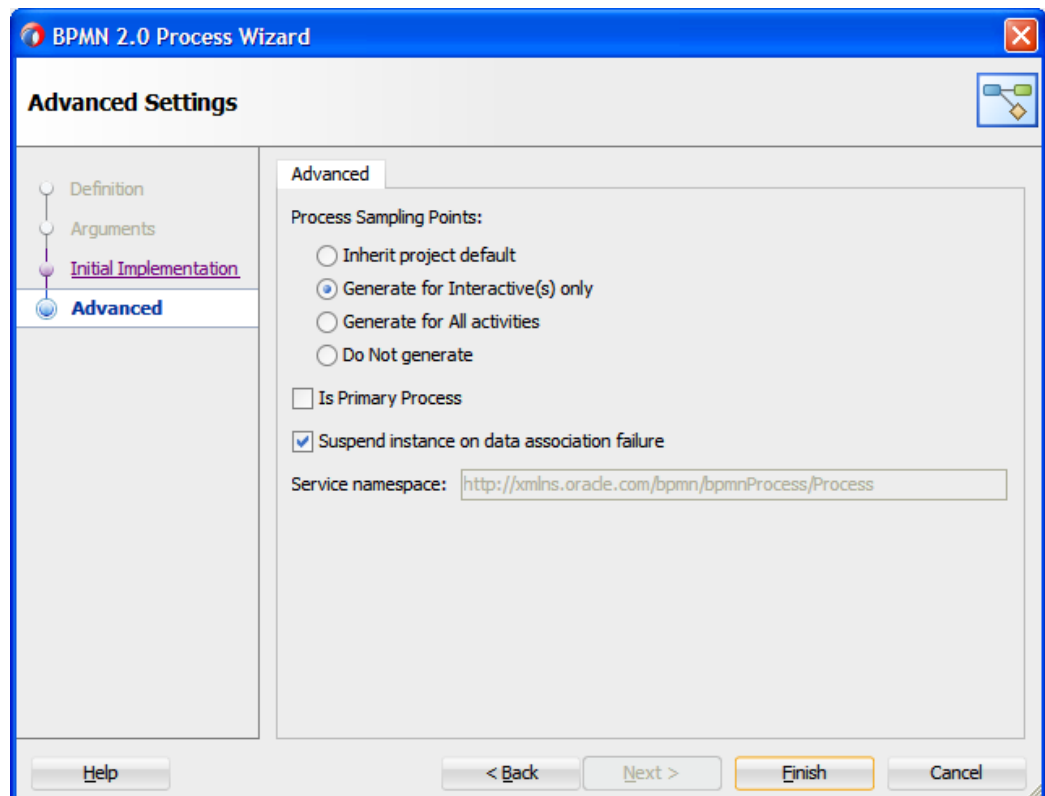 BPMN 2.0 Process Wizard
Advanced Settings
Definition
Arguments
Initial Implementation
Advanced
Advanced
Process Sampling Points:
Inherit project default
Generate for Interactive(s) only
Generate for All activities
Do Not generate
Is Primary Process
Suspend instance on data association failure
Service namespace: http://xmlns.oracle.com/bpmn/bpmnProcess/Process
Help < Back Next > Finish Cancel